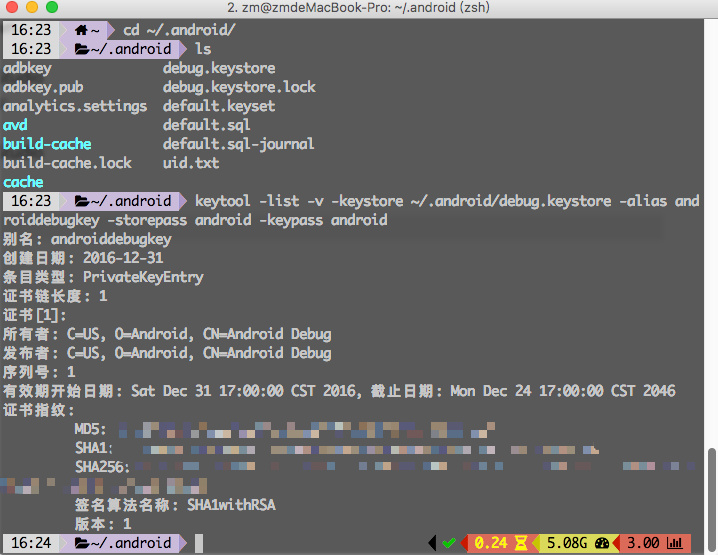 2. zm@zmdeMacBook-Pro: ~/.android (zsh)
16:23 ~ cd ~/.android/
16:23 ~/.android ls
adbkey debug.keystore
adbkey.pub debug.keystore.lock
analytics.settings default.keyset
avd default.sql
build-cache default.sql-journal
build-cache.lock uid.txt
cache
16:23 ~/.android keytool -list -v -keystore ~/.android/debug.keystore -alias and
roiddebugkey -storepass android -keypass android
别名: androiddebugkey
创建日期: 2016-12-31
条目类型: PrivateKeyEntry
证书链长度: 1
证书[1]:
所有者: C=US, O=Android, CN=Android Debug
发布者: C=US, O=Android, CN=Android Debug
序列号: 1
有效期开始日期: Sat Dec 31 17:00:00 CST 2016, 截止日期: Mon Dec 24 17:00:00 CST 2046
证书指纹:
MD5:
SHA1:
SHA256:
签名算法名称: SHA1withRSA
版本: 1
16:24 ~/.android 0.24 5.08G 3.00